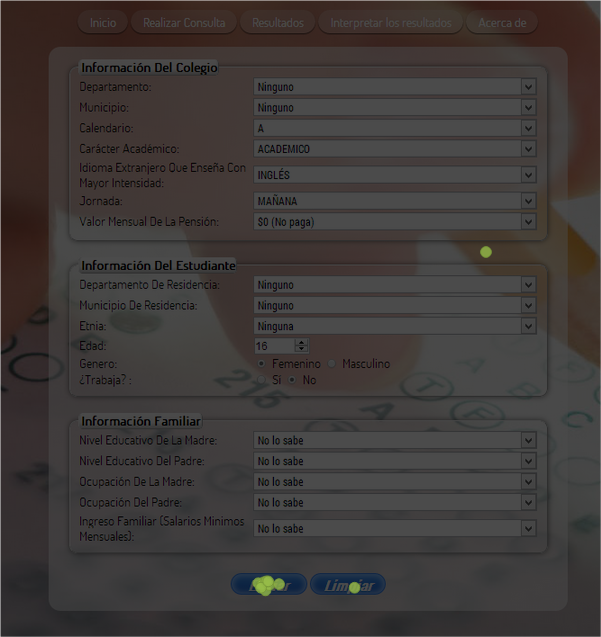 Inicio Realizar Consulta Resultados Interpretar los resultados Acerca de
Información Del Colegio
Departamento: Ninguno
Municipio: Ninguno
Calendario: A
Carácter Académico: ACADEMICO
Idioma Extranjero Que Enseña Con
Mayor Intensidad: INGLÉS
Jornada: MAÑANA
Valor Mensual De La Pensión: $0 (No paga)
Información Del Estudiante
Departamento De Residencia: Ninguno
Municipio De Residencia: Ninguno
Etnia: Ninguna
Edad: 16
Genero: Femenino Masculino
¿Trabaja? : Sí No
Información Familiar
Nivel Educativo De La Madre: No lo sabe
Nivel Educativo Del Padre: No lo sabe
Ocupación De La Madre: No lo sabe
Ocupación Del Padre: No lo sabe
Ingreso Familiar (Salarios Minimos
Mensuales): No lo sabe
Limpiar